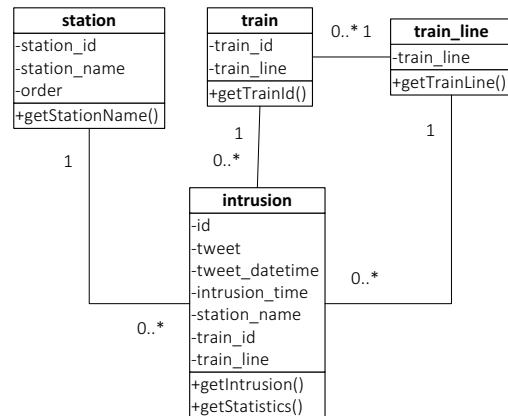 station
-station_id
-station_name
-order
+getStationName()
train
-train_id
-train_line
+getTrainId()
0..* 1
train_line
-train_line
+getTrainLine()
1
1
0..*
1
intrusion
-id
-tweet
-tweet_datetime
-intrusion_time
-station_name
-train_id
-train_line
+getIntrusion()
+getStatistics()
0..*
0..*